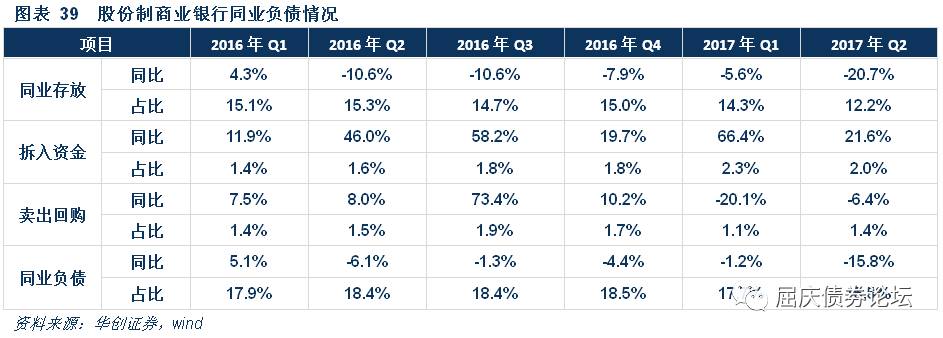 图表 39 股份制商业银行同业负债情况
项目 2016 年 Q1 2016 年 Q2 2016 年 Q3 2016 年 Q4 2017 年 Q1 2017 年 Q2
同业存放 同比 4.3% -10.6% -10.6% -7.9% -5.6% -20.7%
占比 15.1% 15.3% 14.7% 15.0% 14.3% 12.2%
拆入资金 同比 11.9% 46.0% 58.2% 19.7% 66.4% 21.6%
占比 1.4% 1.6% 1.8% 1.8% 2.3% 2.0%
卖出回购 同比 7.5% 8.0% 73.4% 10.2% -20.1% -6.4%
占比 1.4% 1.5% 1.9% 1.7% 1.1% 1.4%
同业负债 同比 5.1% -6.1% -1.3% -4.4% -1.2% -15.8%
占比 17.9% 18.4% 18.4% 18.5%
屈庆债券论坛
资料来源：华创证券，wind